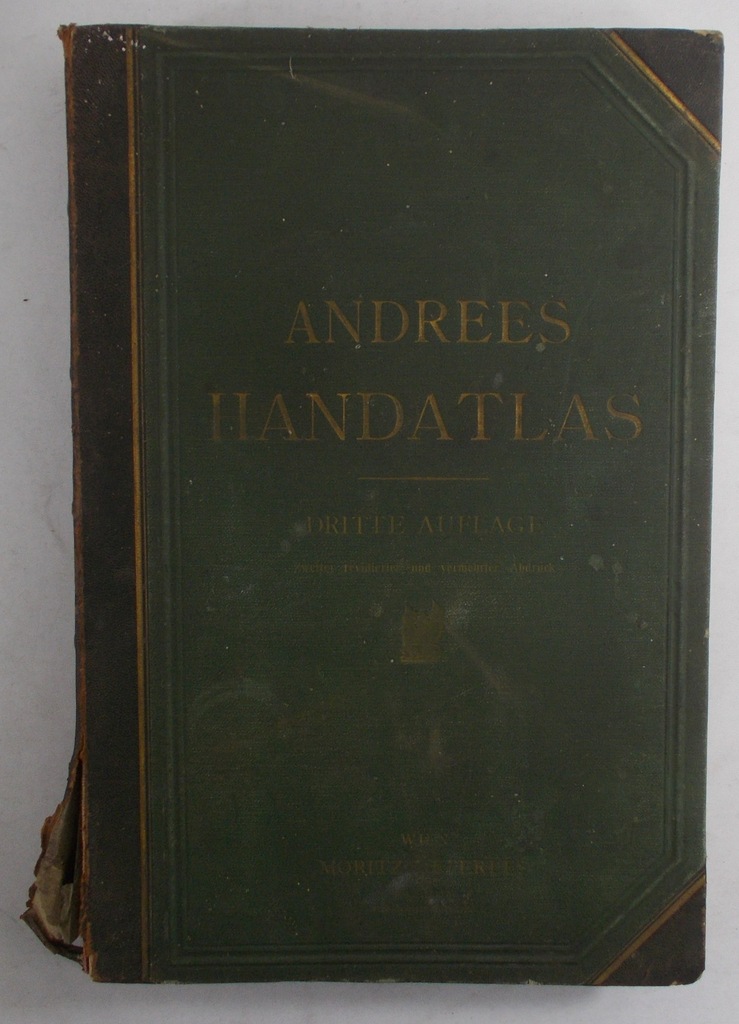 ANDREES
HANDATLAS
DRITTE AUFLAGE
zweiter revidierter und vermehrter Abdruck
WIEN
MORITZ PERLES